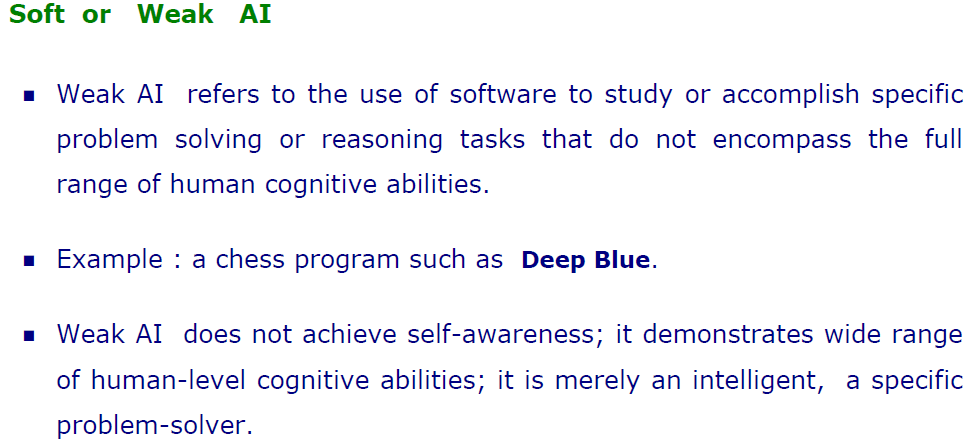 Soft or Weak AI
▪ Weak AI refers to the use of software to study or accomplish specific
problem solving or reasoning tasks that do not encompass the full
range of human cognitive abilities.
▪ Example : a chess program such as Deep Blue.
▪ Weak AI does not achieve self-awareness; it demonstrates wide range
of human-level cognitive abilities; it is merely an intelligent, a specific
problem-solver.